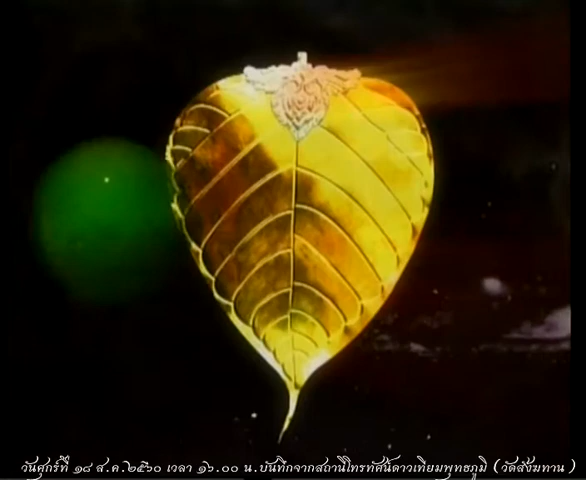 วันศุกร์ที่ ๑๘ ส.ค.๒๕๖๐ เวลา ๑๖.๐๐ น.บันทึกจากสถานีโทรทัศน์ดาวเทียมพุทธภูมิ (วัดสังฆทาน)